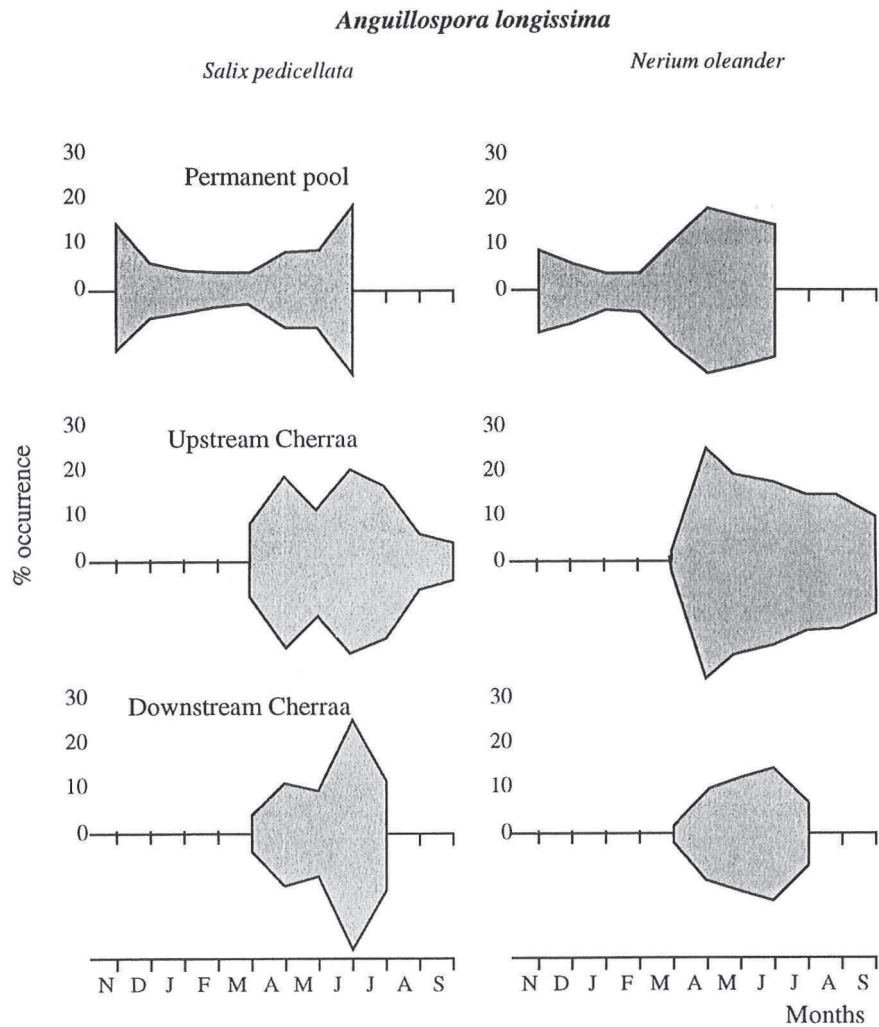 Anguillospora longissima
Salix pedicellata
Nerium oleander
30
20
10
0
Permanent pool
30
20
10
0
% occurrence
30
20
10
0
Upstream Cherraa
30
20
10
0
30
20
10
0
Downstream Cherraa
30
20
10
0
N D J F M A M J J A S
N D J F M A M J J A S
Months